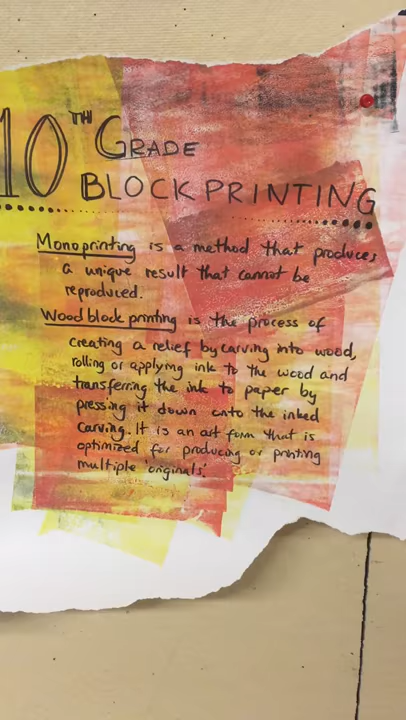 10TH GRADE
BLOCKPRINTING
Monoprinting is a method that produces
a unique result that cannot be
reproduced.
Wood block printing is the process of
creating a relief by carving into wood,
rolling or applying ink to the wood and
transferring the ink to paper by
pressing it down onto the inked
carving. It is an art form that is
optimized for producing or printing
multiple originals.